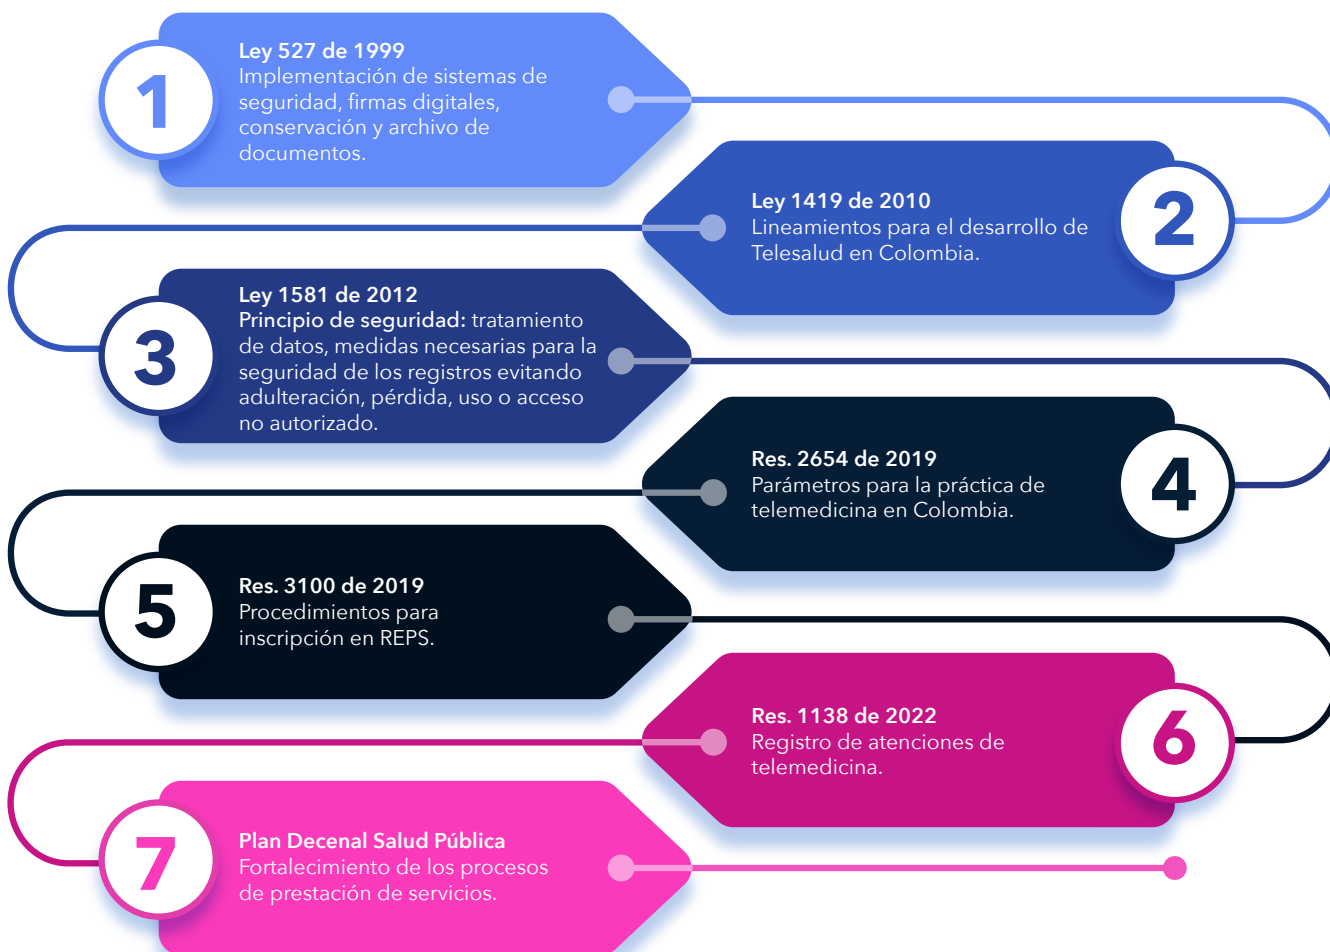 1
Ley 527 de 1999
Implementación de sistemas de
seguridad, firmas digitales,
conservación y archivo de
documentos.
2
Ley 1419 de 2010
Lineamientos para el desarrollo de
Telesalud en Colombia.
3
Ley 1581 de 2012
Principio de seguridad: tratamiento
de datos, medidas necesarias para la
seguridad de los registros evitando
adulteración, pérdida, uso o acceso
no autorizado.
4
Res. 2654 de 2019
Parámetros para la práctica de
telemedicina en Colombia.
5
Res. 3100 de 2019
Procedimientos para
inscripción en REPS.
6
Res. 1138 de 2022
Registro de atenciones de
telemedicina.
7
Plan Decenal Salud Pública
Fortalecimiento de los procesos
de prestación de servicios.